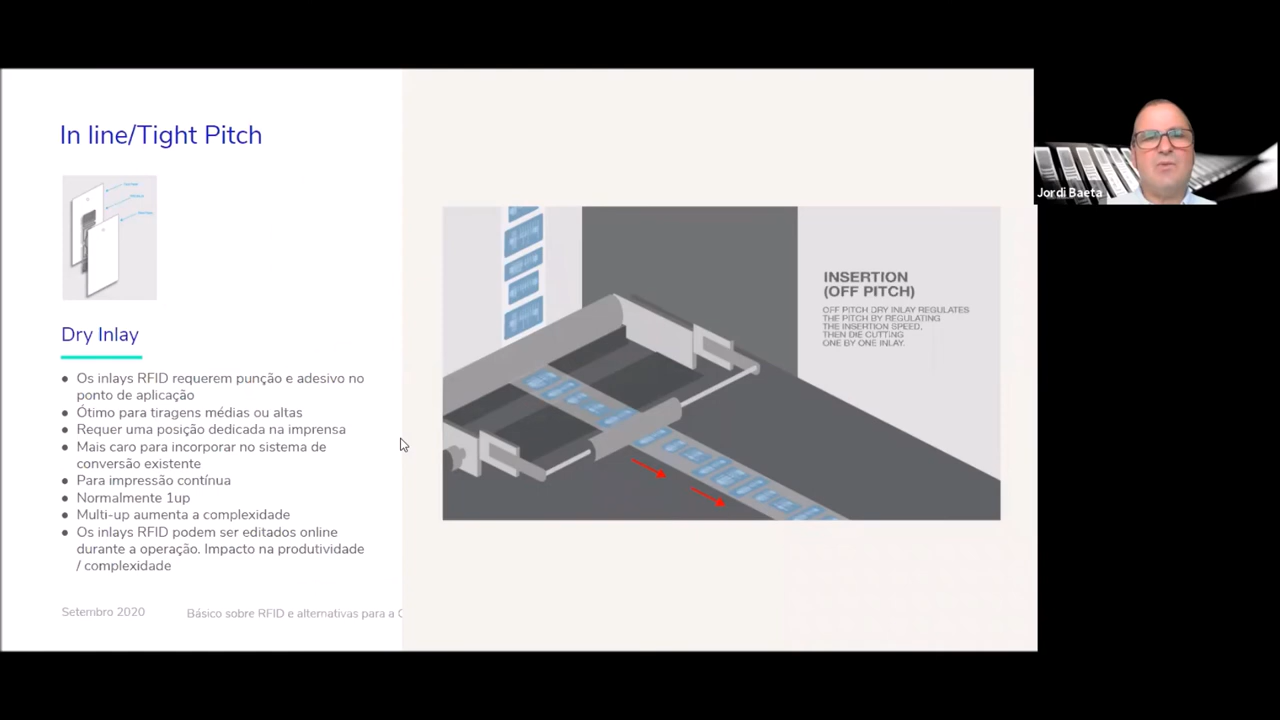 In line/Tight Pitch
Dry Inlay
● Os inlays RFID requerem punção e adesivo no
ponto de aplicação
● Ótimo para tiragens médias ou altas
● Requer uma posição dedicada na imprensa
● Mais caro para incorporar no sistema de
conversão existente
● Para impressão contínua
● Normalmente 1up
● Multi-up aumenta a complexidade
● Os inlays RFID podem ser editados online
durante a operação. Impacto na produtividade
/ complexidade
Setembro 2020
Básico sobre RFID e alternativas para a
INSERTION
(OFF PITCH)
OFF PITCH DRY INLAY REGULATES
THE PITCH BY REGULATING
THE INSERTION SPEED,
THEN DIE CUTTING
ONE BY ONE INLAY.
Jordi Baeta